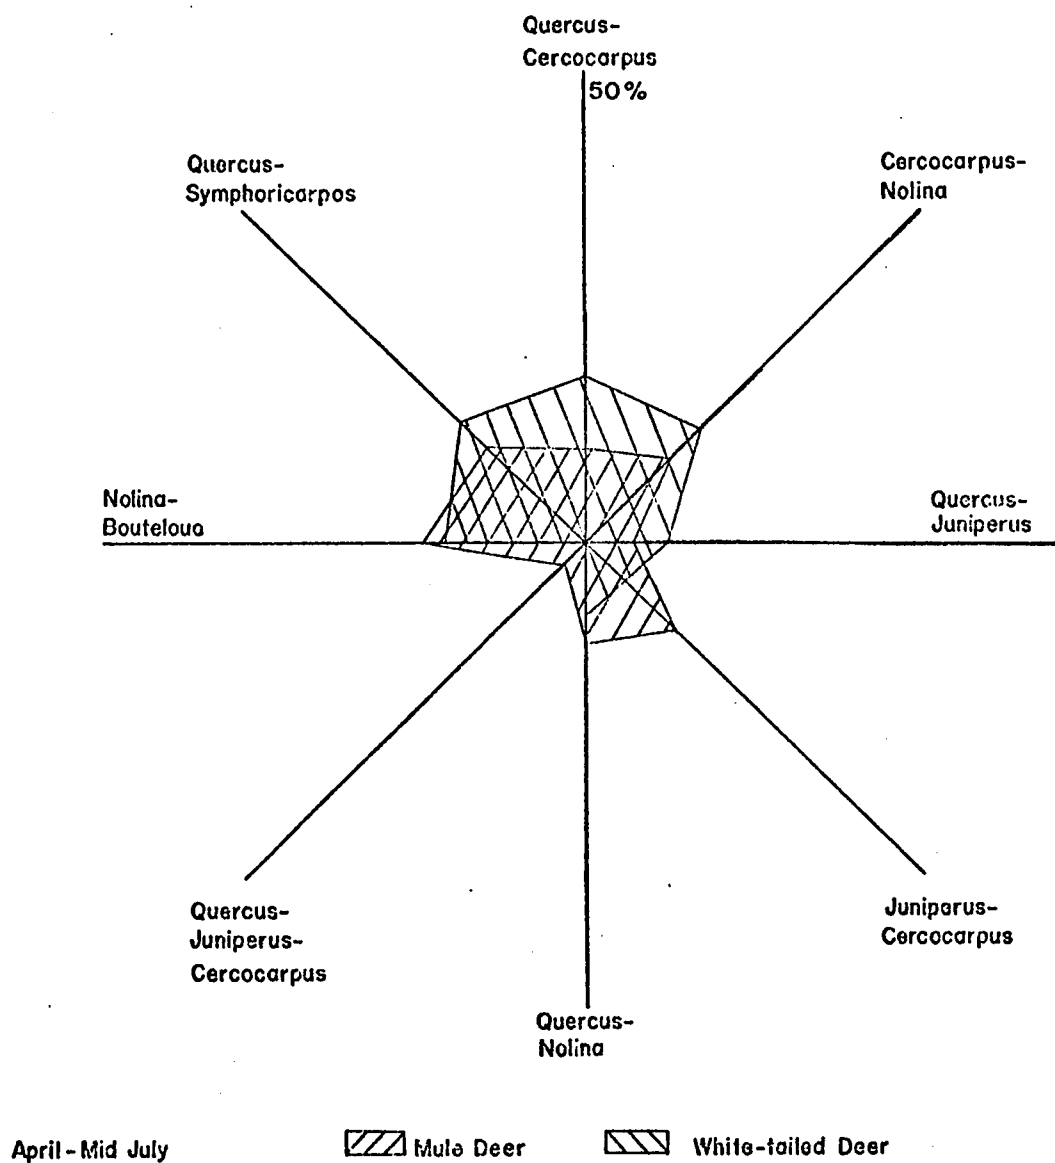 Quercus-
Cercocarpus
50%
Quercus-
Symphoricarpos
Cercocarpus-
Nolina
Nolina-
Bouteloua
Quercus-
Juniperus
Quercus-
Juniperus-
Cercocarpus
Juniperus-
Cercocarpus
Quercus-
Nolina
April-Mid July
Mule Deer
White-tailed Deer